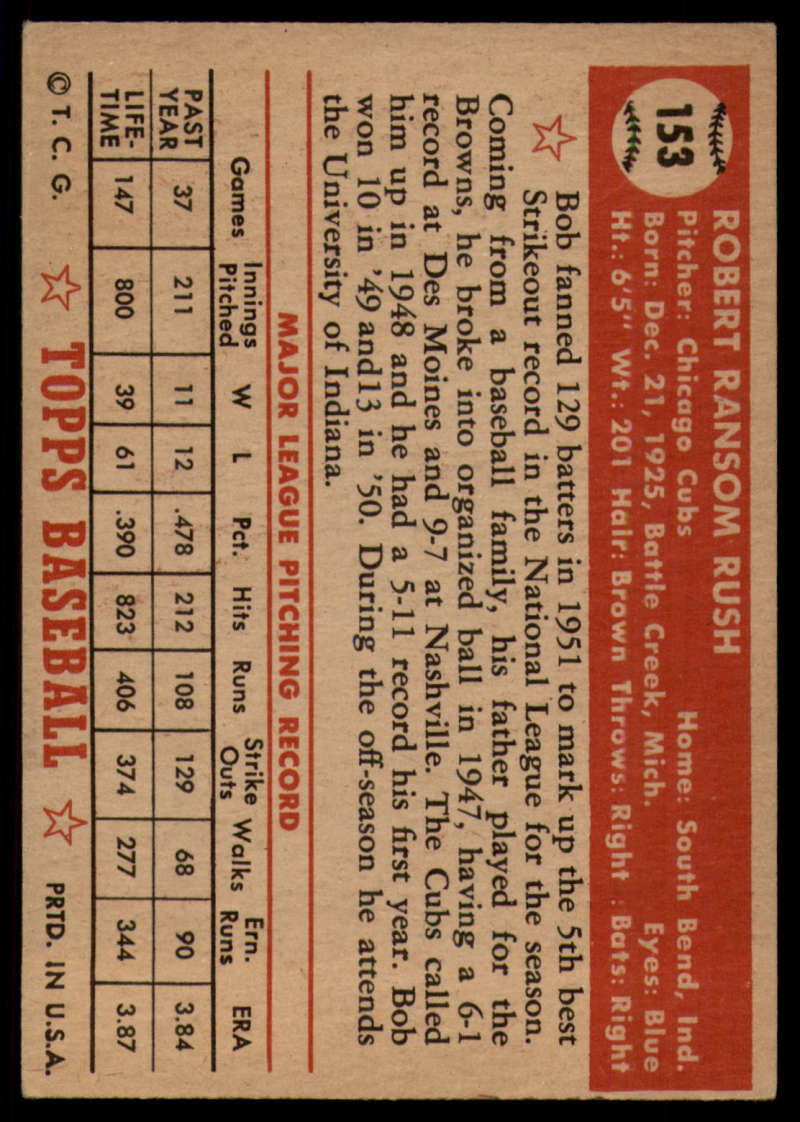 153
ROBERT RANSOM RUSH
Pitcher: Chicago Cubs Home: South Bend, Ind.
Born: Dec. 21, 1925, Battle Creek, Mich. Eyes: Blue
Ht.: 6'5" Wt.: 201 Hair: Brown Throws: Right : Bats: Right
Bob fanned 129 batters in 1951 to mark up the 5th best
Strikeout record in the National League for the season.
Coming from a baseball family, his father played for the
Browns, he broke into organized ball in 1947, having a 6-1
record at Des Moines and 9-7 at Nashville. The Cubs called
him up in 1948 and he had a 5-11 record his first year. Bob
won 10 in '49 and13 in '50. During the off-season he attends
the University of Indiana.
MAJOR LEAGUE PITCHING RECORD
Games Innings Pitched W L Pct. Hits Runs Strike Outs Walks Ern. Runs ERA
PAST YEAR 37 211 11 12 .478 212 108 129 68 90 3.84
LIFE-TIME 147 800 39 61 .390 823 406 374 277 344 3.87
© T. C. G. TOPPS BASEBALL PRTD. IN U.S.A.